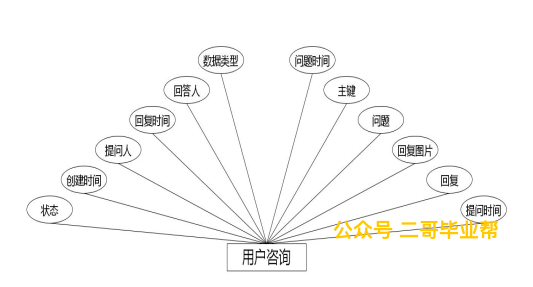 数据类型
问题时间
回答人
主键
回复时间
问题
提问人
回复图片
创建时间
回复
状态
提问时间
公众号 二哥毕业帮
用户咨询